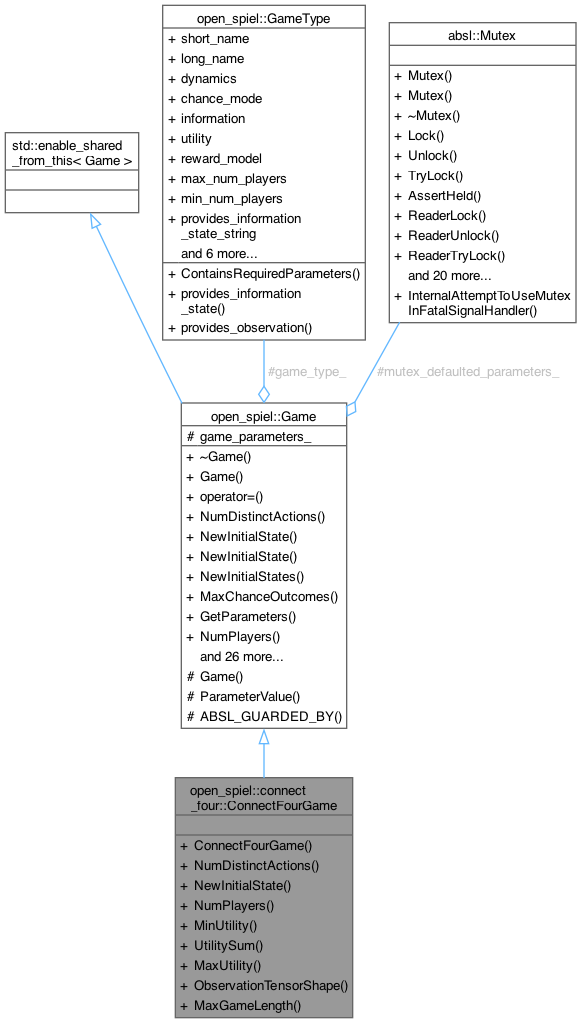 open_spiel::GameType
+ short_name
+ long_name
+ dynamics
+ chance_mode
+ information
+ utility
+ reward_model
+ max_num_players
+ min_num_players
+ provides_information
_state_string
and 6 more...
+ ContainsRequiredParameters()
+ provides_information
_state()
+ provides_observation()
absl::Mutex
+ Mutex()
+ Mutex()
+ ~Mutex()
+ Lock()
+ Unlock()
+ TryLock()
+ AssertHeld()
+ ReaderLock()
+ ReaderUnlock()
+ ReaderTryLock()
and 20 more...
+ InternalAttemptToUseMutex
InFatalSignalHandler()
std::enable_shared
_from_this< Game >
#game_type_
#mutex_defaulted_parameters_
open_spiel::Game
# game_parameters_
+ ~Game()
+ Game()
+ operator=()
+ NumDistinctActions()
+ NewInitialState()
+ NewInitialState()
+ NewInitialStates()
+ MaxChanceOutcomes()
+ GetParameters()
+ NumPlayers()
and 26 more...
# Game()
# ParameterValue()
# ABSL_GUARDED_BY()
open_spiel::connect
_four::ConnectFourGame
+ ConnectFourGame()
+ NumDistinctActions()
+ NewInitialState()
+ NumPlayers()
+ MinUtility()
+ UtilitySum()
+ MaxUtility()
+ ObservationTensorShape()
+ MaxGameLength()